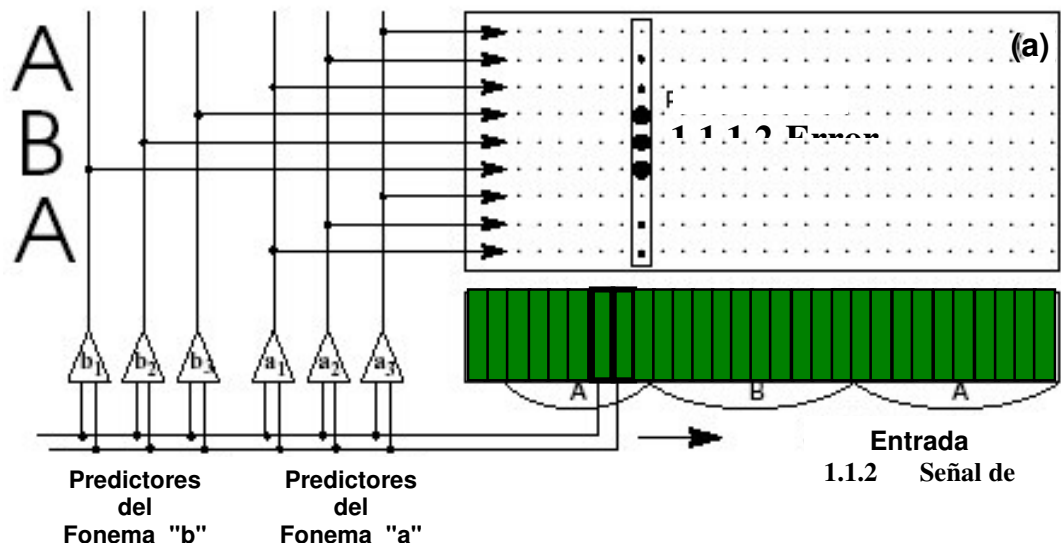 (a)
A
B
A
1.1.1.2 Error
b1 b2 b3 a1 a2 a3
A B A
Entrada
1.1.2 Señal de
Predictores
del
Fonema "b"
Predictores
del
Fonema "a"